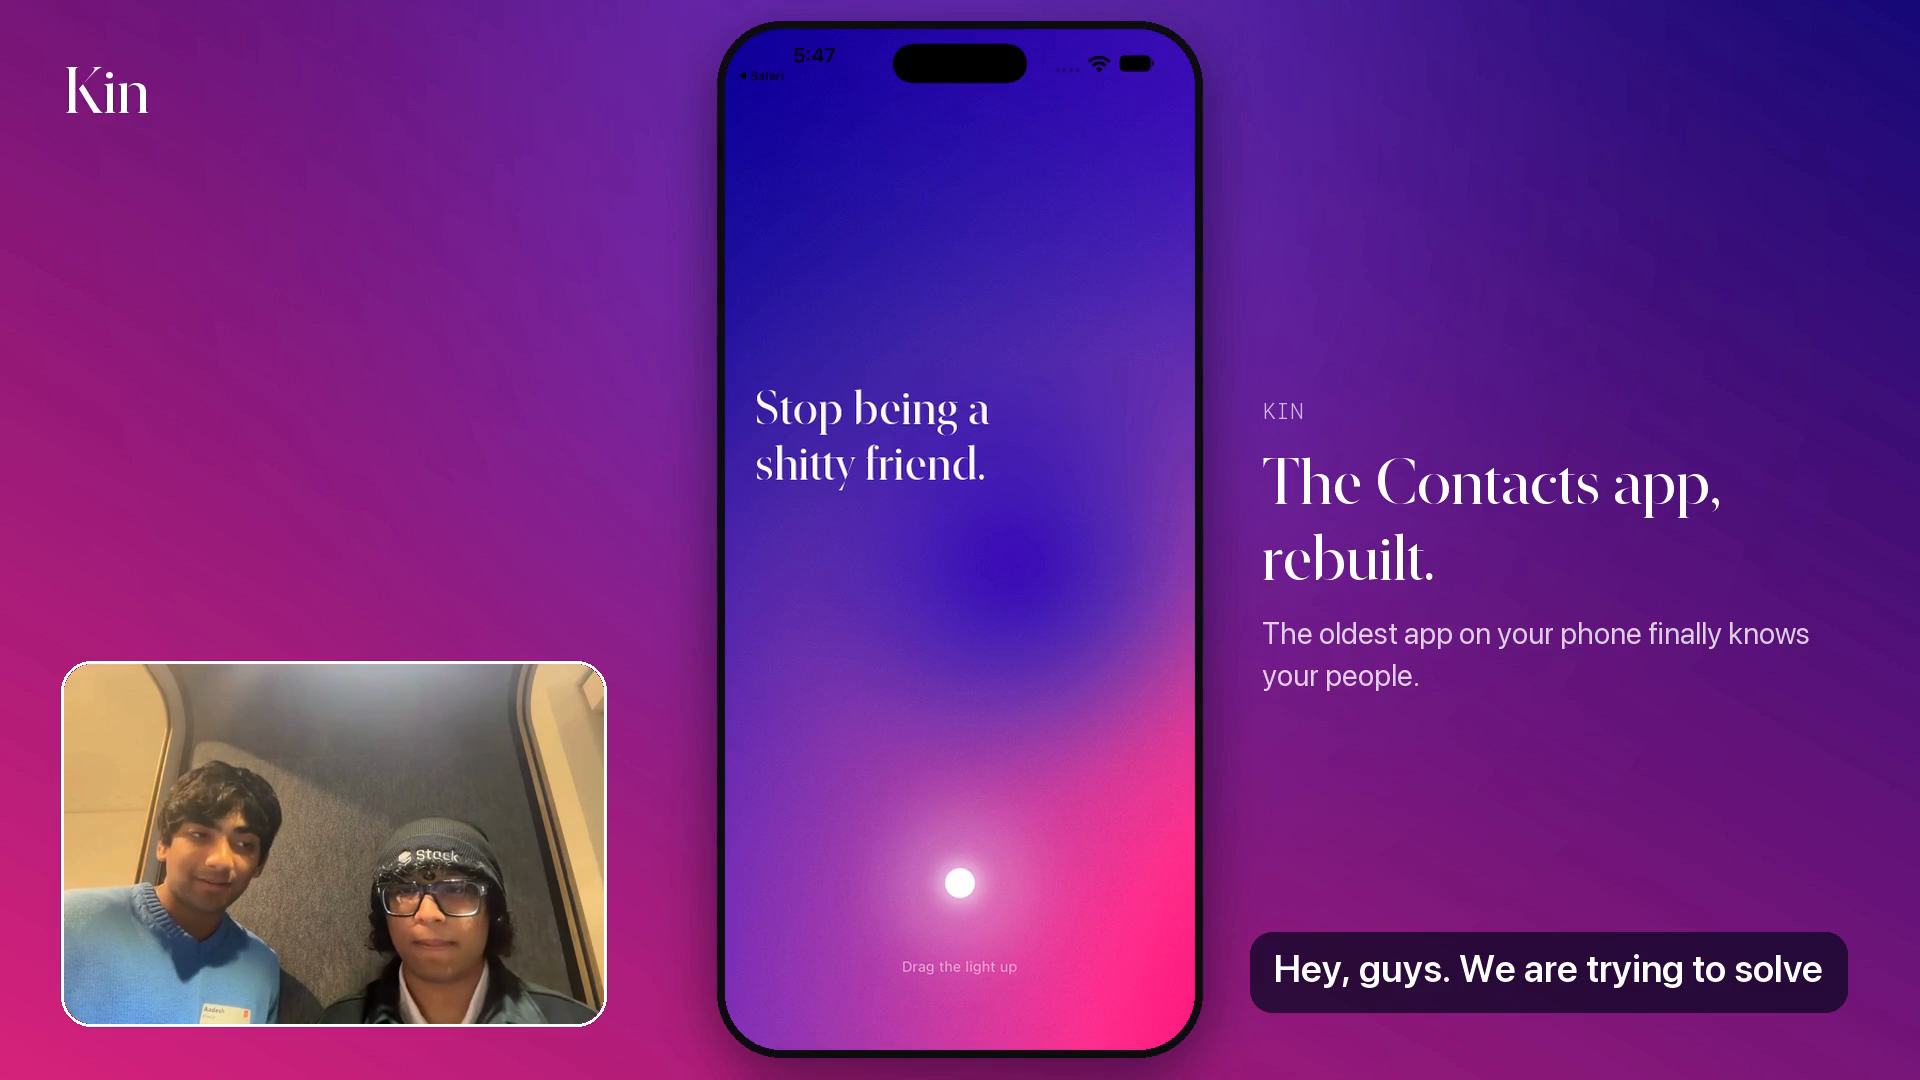 Kin
5:47
Safari
Stop being a
shitty friend.
Drag the light up
KIN
The Contacts app,
rebuilt.
The oldest app on your phone finally knows
your people.
stack
Aadesh
Hey, guys. We are trying to solve